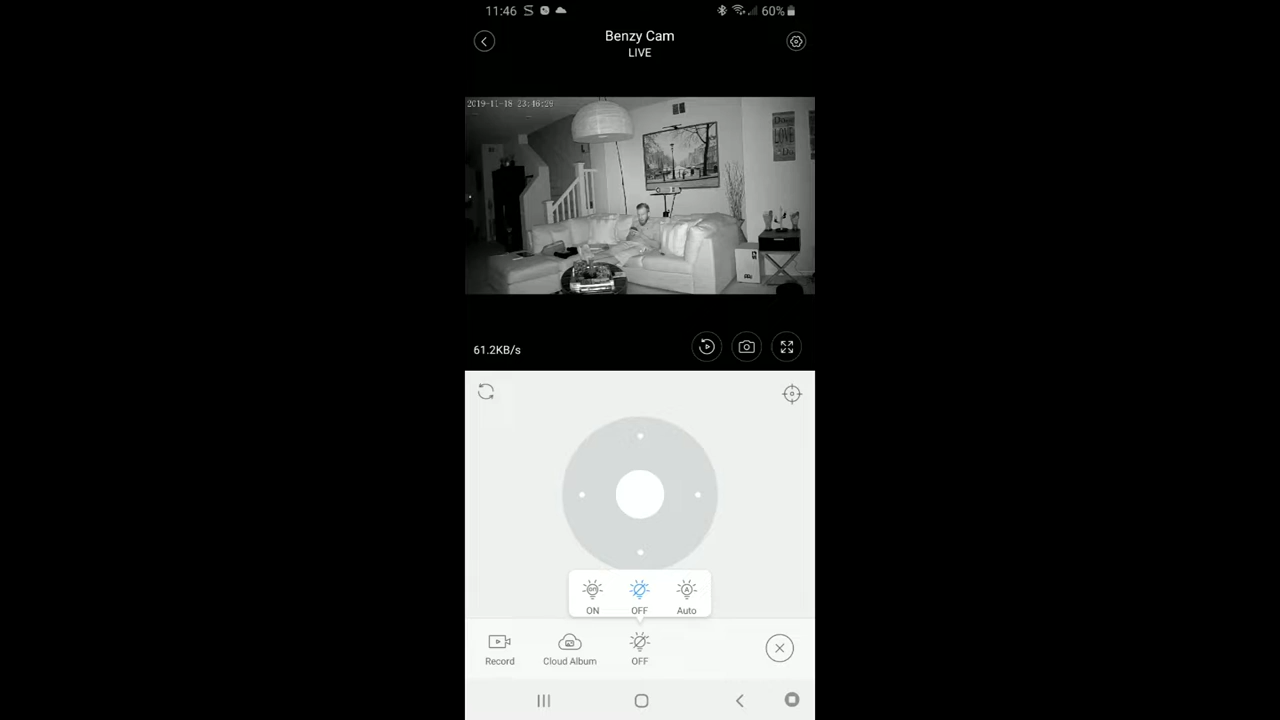 11:46
60%
Benzy Cam
LIVE
2019-11-18 23:46:29
LOVE
61.2KB/s
ON
OFF
Auto
Record
Cloud Album
OFF